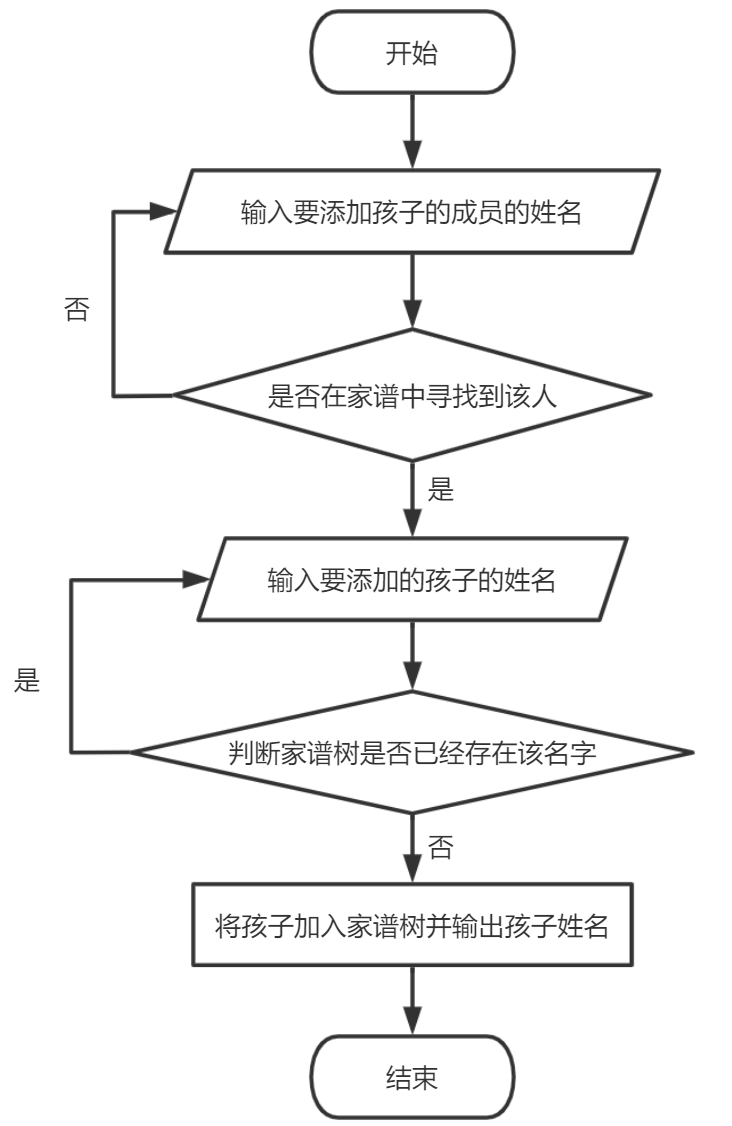 开始
输入要添加孩子的成员的姓名
否
是否在家谱中寻找到该人
是
输入要添加的孩子的姓名
是
判断家谱树是否已经存在该名字
否
将孩子加入家谱树并输出孩子姓名
结束